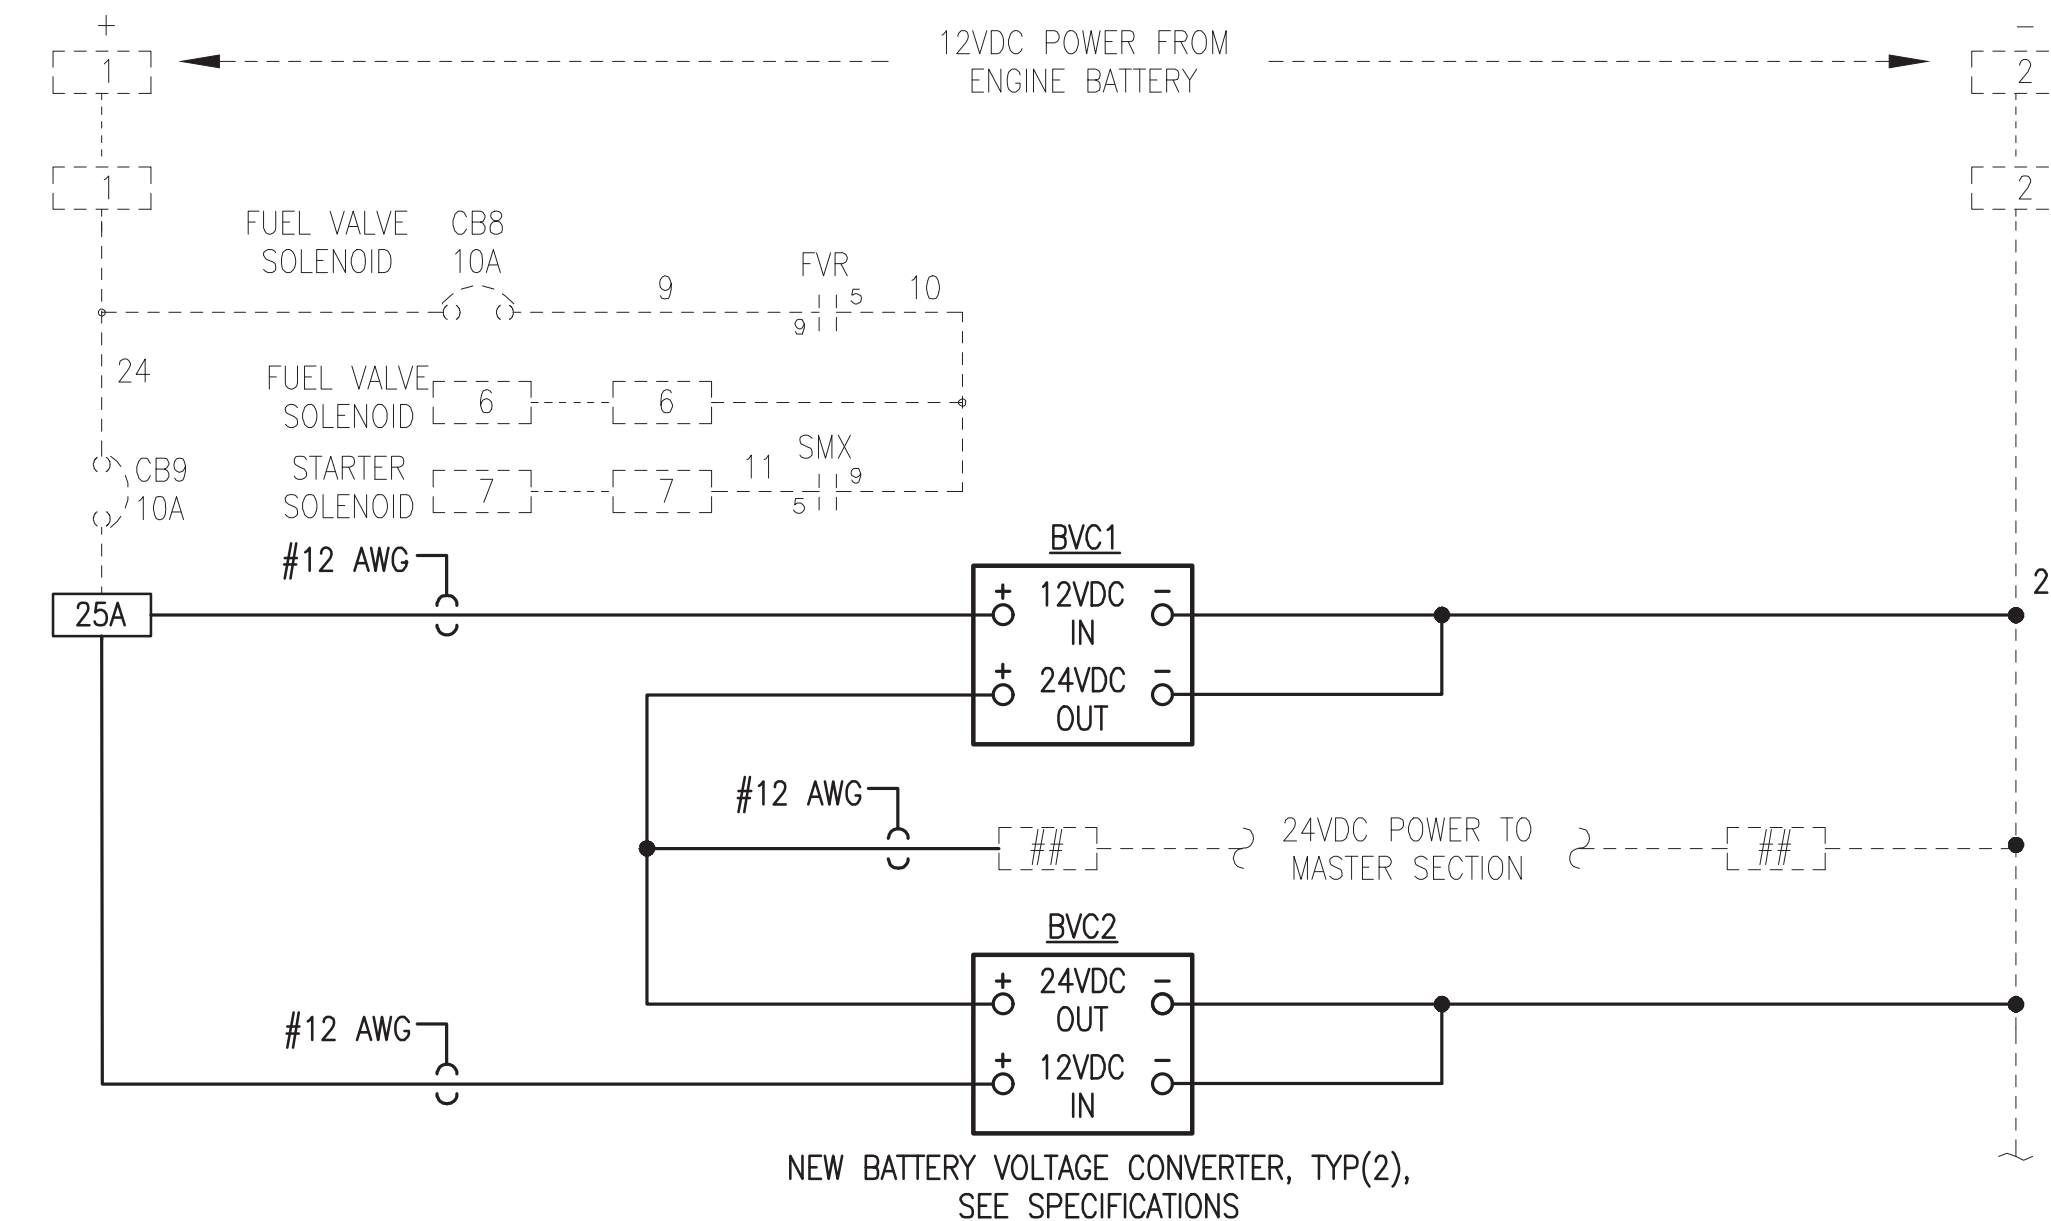 +
−
12VDC POWER FROM
ENGINE BATTERY
1
2
1
2
FUEL VALVE
SOLENOID
CB8
10A
FVR
9
5
10
9
24
FUEL VALVE
SOLENOID
6
6
SMX
STARTER
SOLENOID
7
7
11
9
5
CB9
10A
BVC1
#12 AWG
25A
+
12VDC
IN
−
2
+
24VDC
OUT
−
#12 AWG
##
24VDC POWER TO
MASTER SECTION
##
BVC2
+
24VDC
OUT
−
#12 AWG
+
12VDC
IN
−
NEW BATTERY VOLTAGE CONVERTER, TYP(2),
SEE SPECIFICATIONS